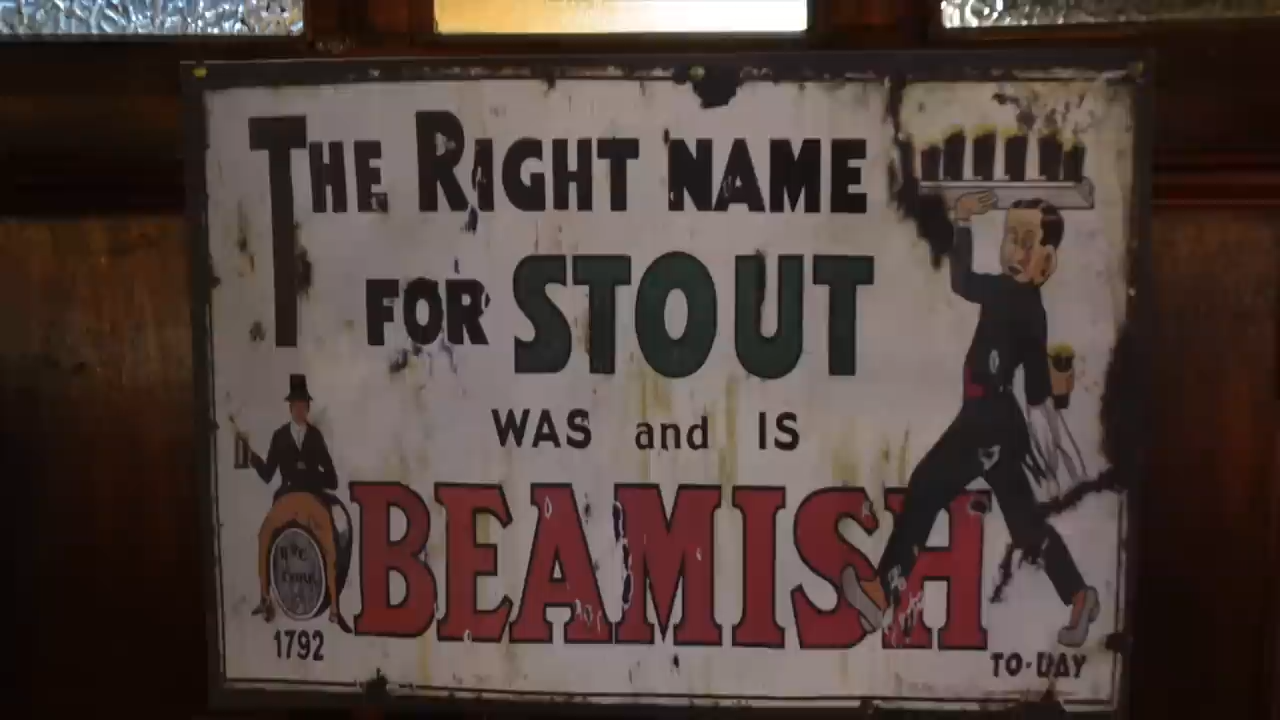 THE RIGHT NAME
FOR STOUT
WAS and IS
BEAMISH
1792
TO-DAY